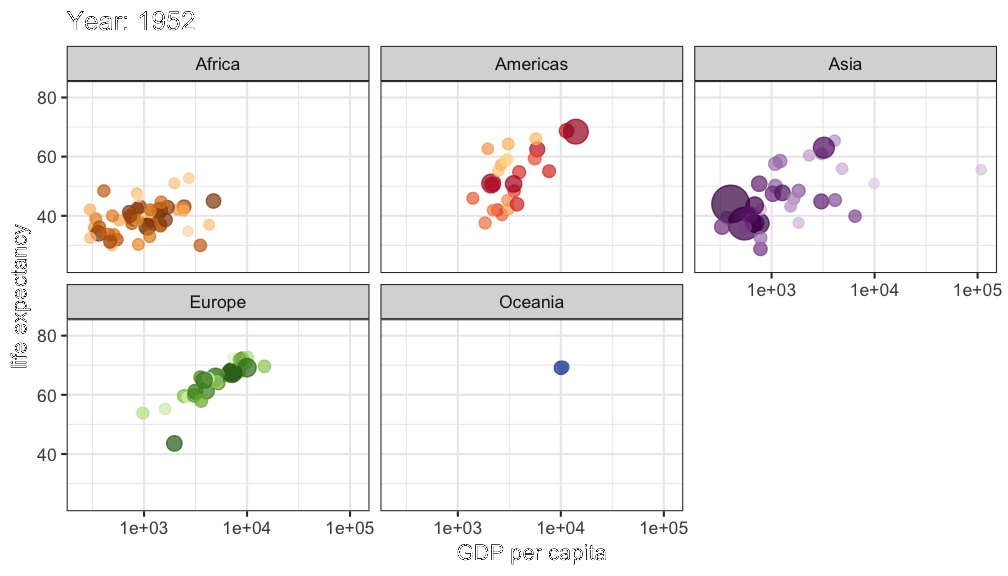 Year: 1952
Africa
Americas
Asia
80
60
40
1e+03 1e+04 1e+05
Europe
Oceania
80
60
40
1e+03 1e+04 1e+05
1e+03 1e+04 1e+05
life expectancy
GDP per capita